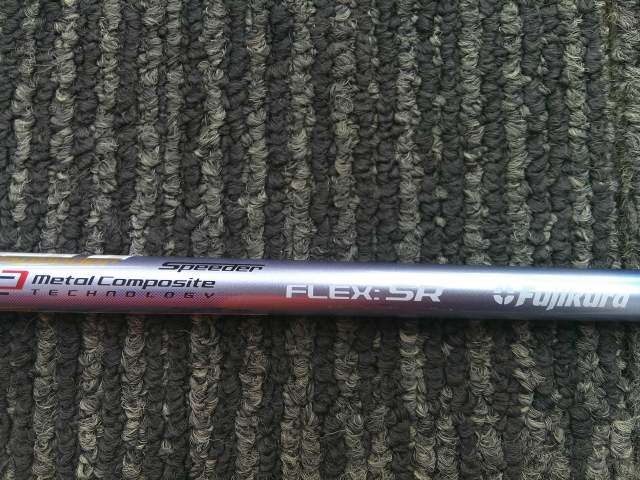 Speeder
Metal Composite
TECHNOLOGY
FLEX:SR
Fujikura